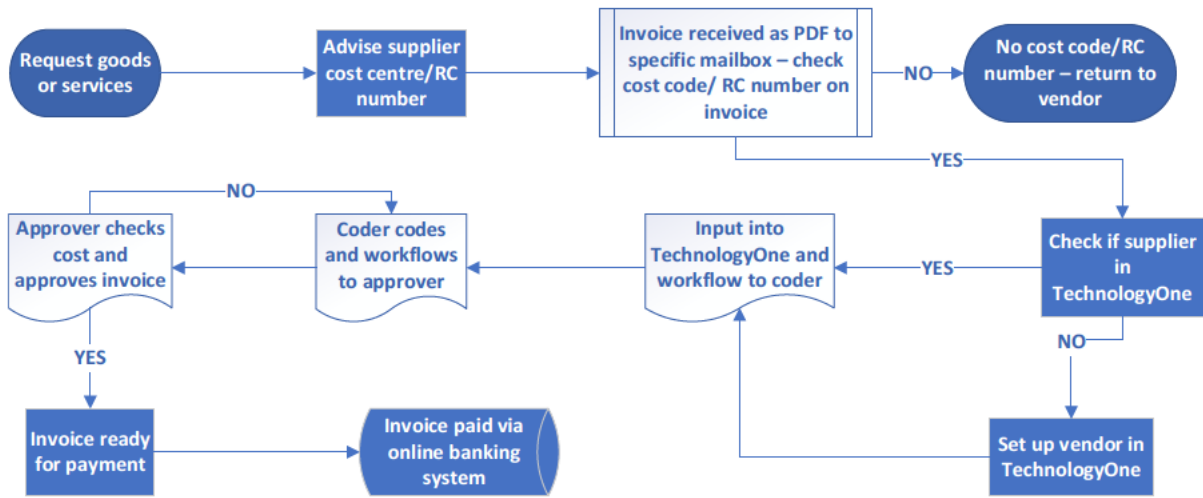 Request goods
or services
Advise supplier
cost centre/RC
number
Invoice received as PDF to
specific mailbox – check
cost code/ RC number on
invoice
NO
No cost code/RC
number – return to
vendor
YES
NO
Approver checks
cost and
approves invoice
Coder codes
and workflows
to approver
Input into
TechnologyOne and
workflow to coder
YES
Check if supplier
in
TechnologyOne
YES
NO
Invoice ready
for payment
Invoice paid via
online banking
system
Set up vendor in
TechnologyOne